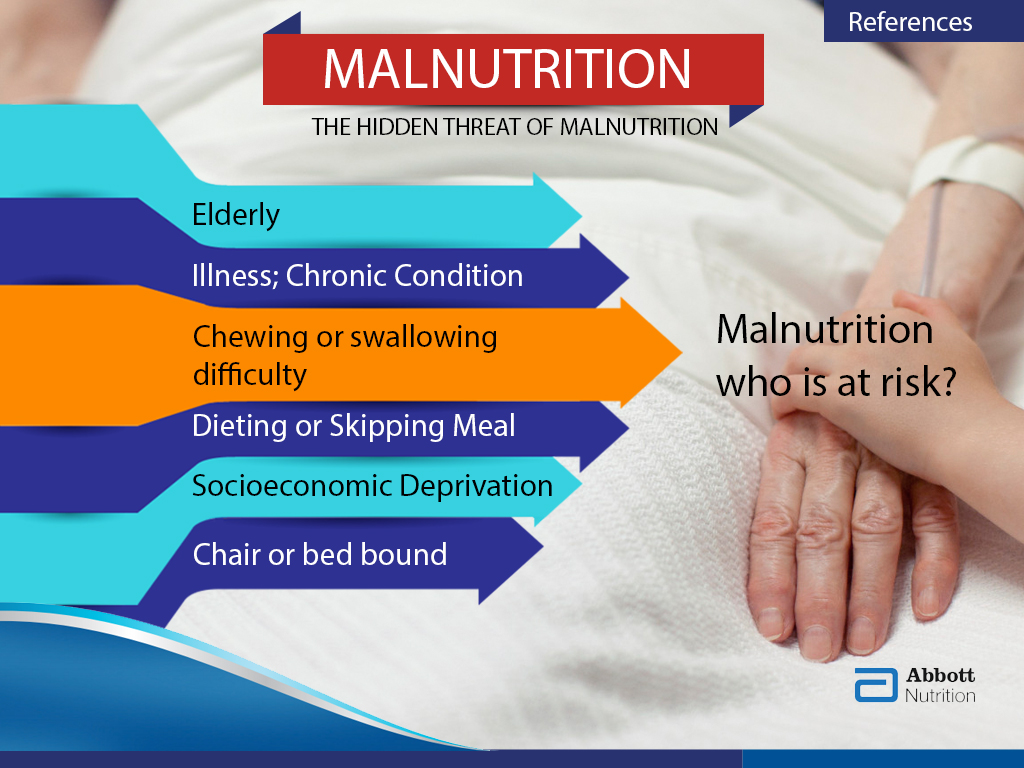 References
MALNUTRITION
THE HIDDEN THREAT OF MALNUTRITION
Elderly
Illness; Chronic Condition
Chewing or swallowing
difficulty
Dieting or Skipping Meal
Socioeconomic Deprivation
Chair or bed bound
Malnutrition
who is at risk?
Abbott
Nutrition